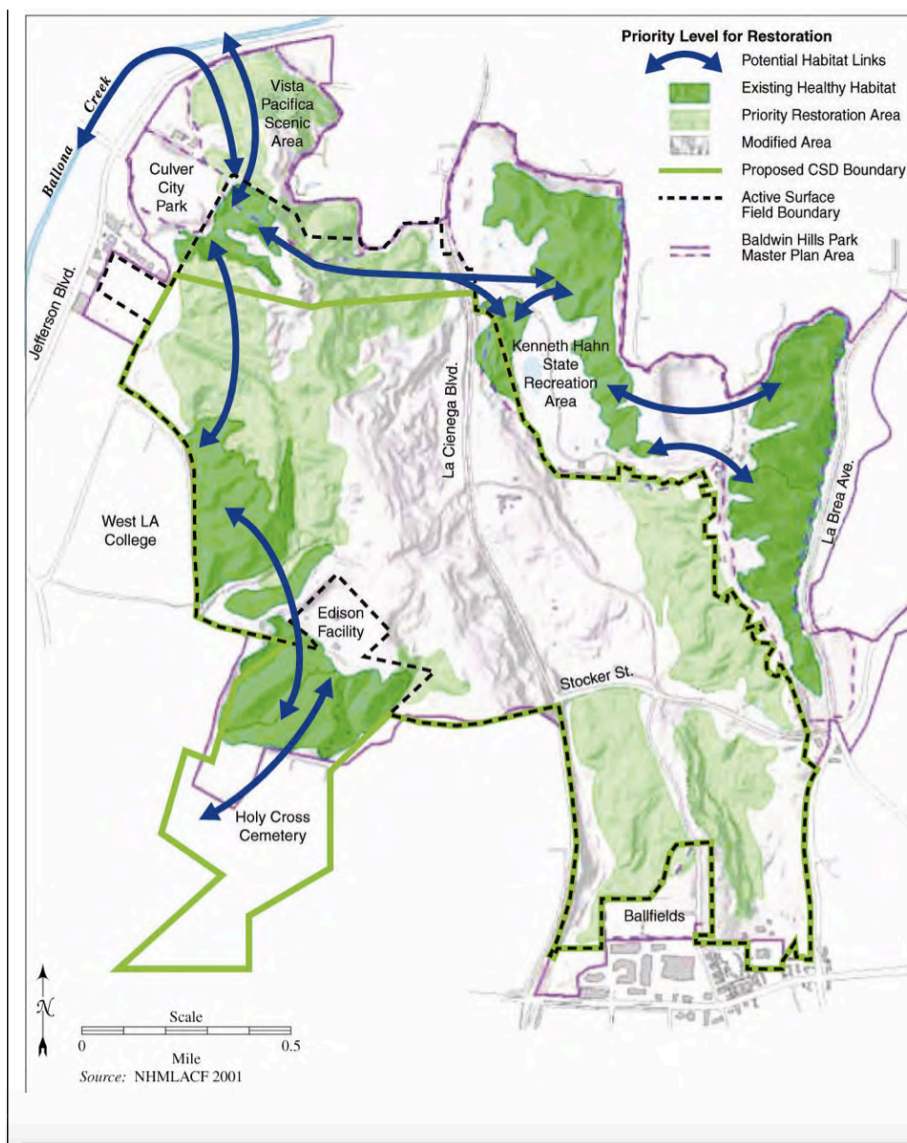 Priority Level for Restoration
Potential Habitat Links
Existing Healthy Habitat
Priority Restoration Area
Modified Area
Proposed CSD Boundary
Active Surface
Field Boundary
Baldwin Hills Park
Master Plan Area
Ballona Creek
Vista
Pacifica
Scenic
Area
Culver
City
Park
Jefferson Blvd.
La Cienega Blvd.
Kenneth Hahn
State
Recreation
Area
La Brea Ave.
West LA
College
Edison
Facility
Stocker St.
Holy Cross
Cemetery
Ballfields
N
Scale
0 0.5
Mile
Source: NHMLACF 2001